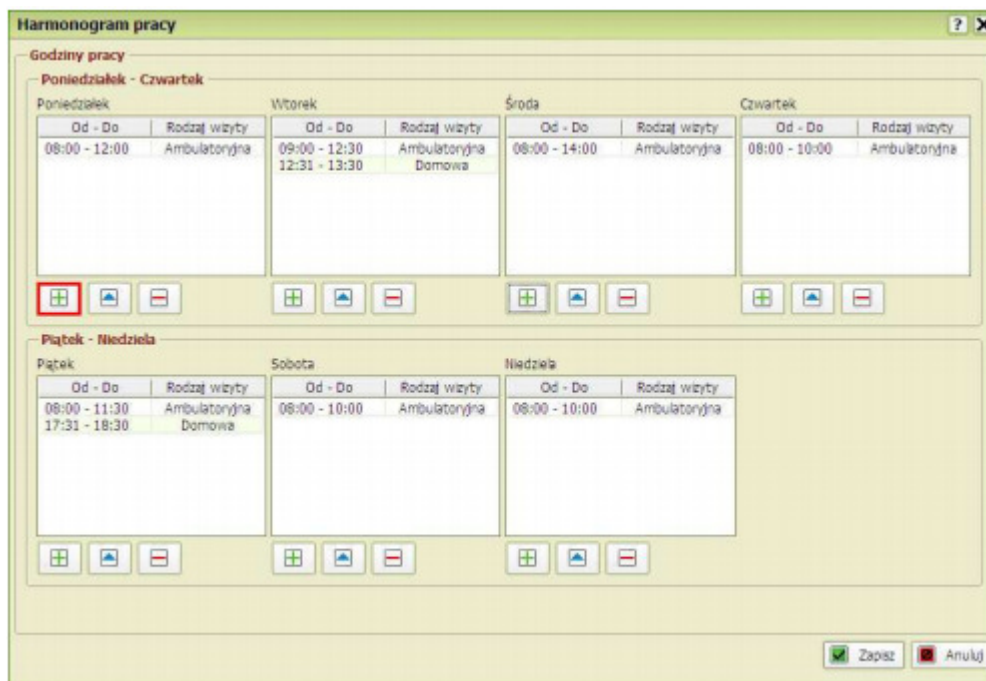 Harmonogram pracy
Godziny pracy
Poniedziałek - Czwartek
Poniedziałek Wtorek Środa Czwartek
Od - Do Rodzaj wizyty Od - Do Rodzaj wizyty Od - Do Rodzaj wizyty Od - Do Rodzaj wizyty
08:00 - 12:00 Ambulatoryjna 09:00 - 12:30 Ambulatoryjna 08:00 - 14:00 Ambulatoryjna 08:00 - 10:00 Ambulatoryjna
12:31 - 13:30 Domowa
Piątek - Niedziela
Piątek Sobota Niedziela
Od - Do Rodzaj wizyty Od - Do Rodzaj wizyty Od - Do Rodzaj wizyty
08:00 - 11:30 Ambulatoryjna 08:00 - 10:00 Ambulatoryjna 08:00 - 10:00 Ambulatoryjna
17:31 - 18:30 Domowa
Zapisz Anuluj